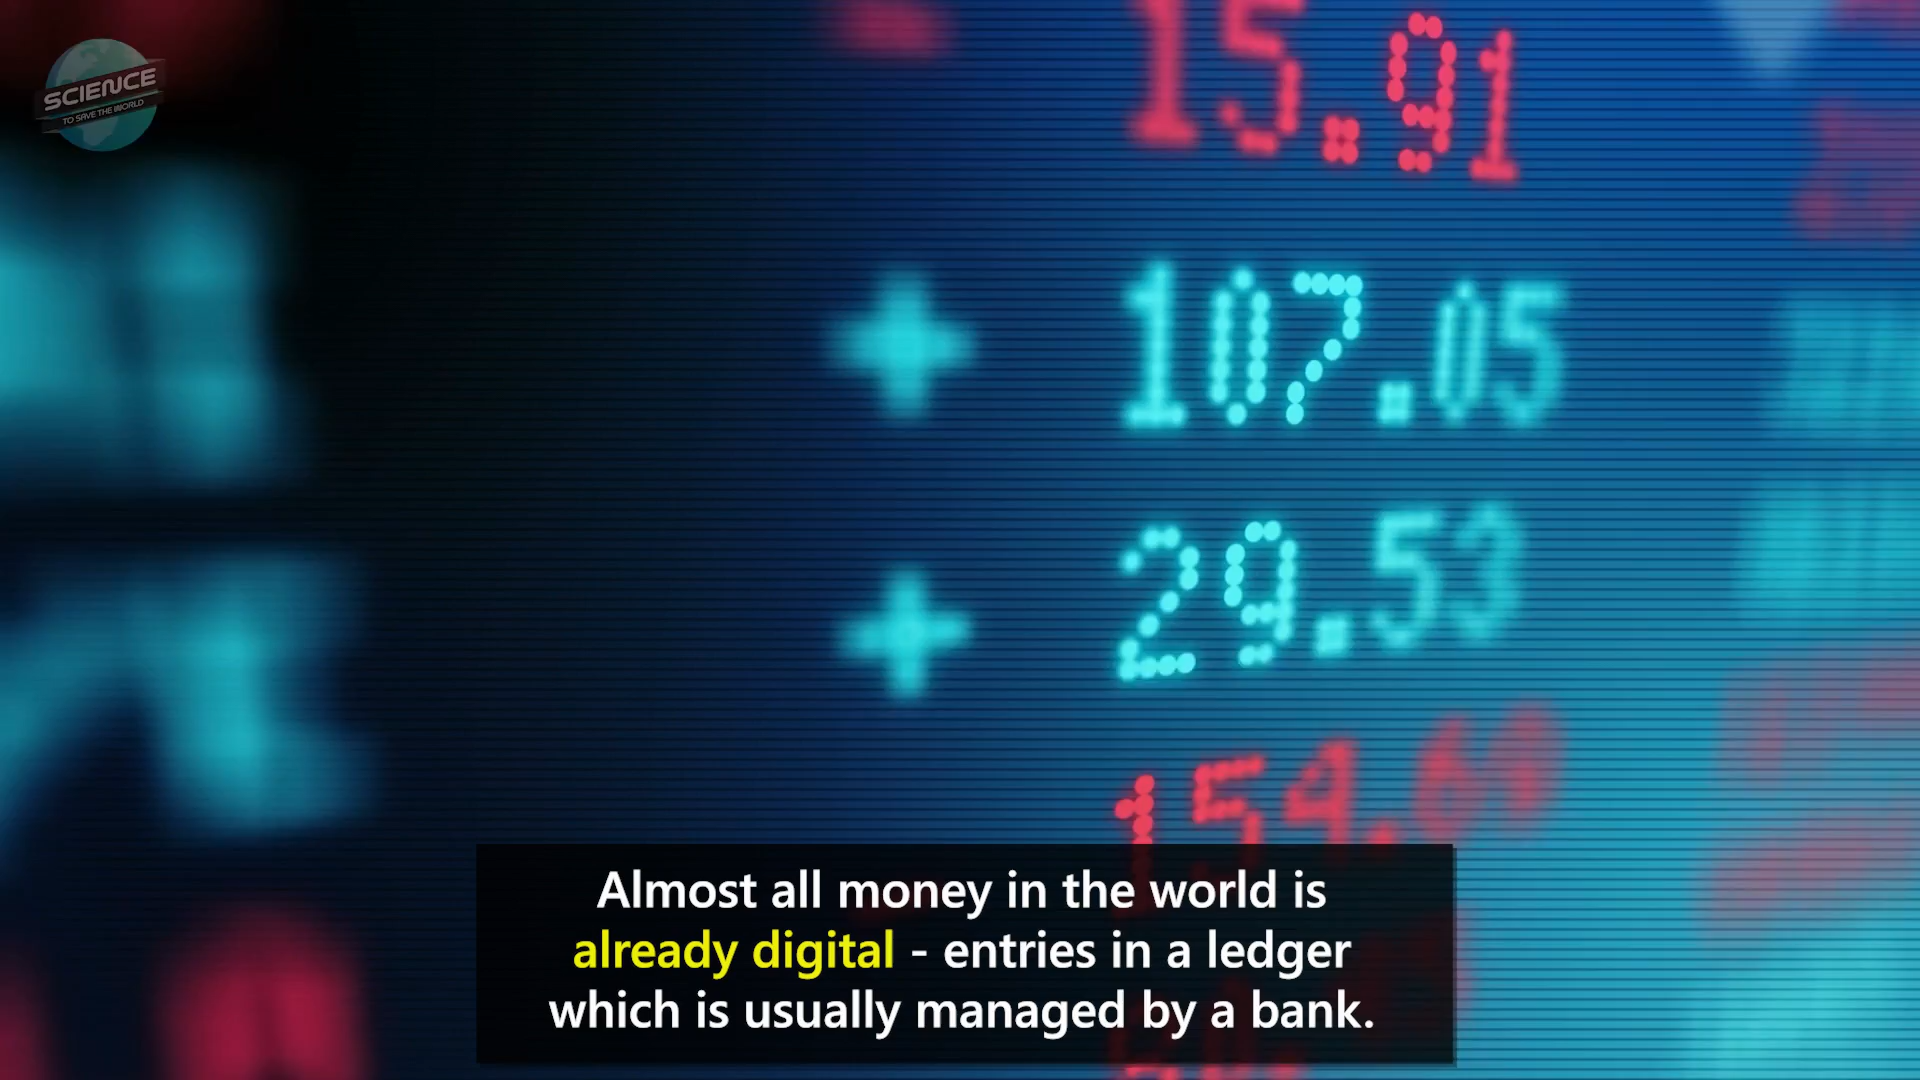 SCIENCE
TO SAVE THE WORLD
15.91
+ 107.05
+ 29.53
Almost all money in the world is
already digital - entries in a ledger
which is usually managed by a bank.